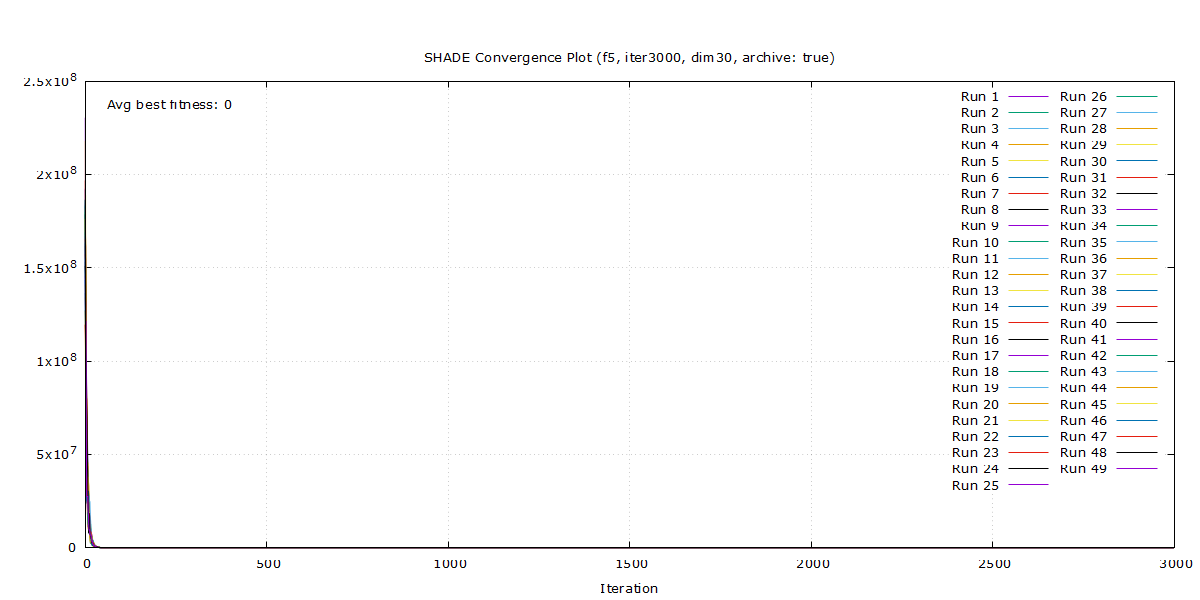 SHADE Convergence Plot (f5, iter3000, dim30, archive: true)
2.5x10^8
Avg best fitness: 0
2x10^8
1.5x10^8
1x10^8
5x10^7
0
Run 1 Run 26
Run 2 Run 27
Run 3 Run 28
Run 4 Run 29
Run 5 Run 30
Run 6 Run 31
Run 7 Run 32
Run 8 Run 33
Run 9 Run 34
Run 10 Run 35
Run 11 Run 36
Run 12 Run 37
Run 13 Run 38
Run 14 Run 39
Run 15 Run 40
Run 16 Run 41
Run 17 Run 42
Run 18 Run 43
Run 19 Run 44
Run 20 Run 45
Run 21 Run 46
Run 22 Run 47
Run 23 Run 48
Run 24 Run 49
Run 25
0 500 1000 1500 2000 2500 3000
Iteration